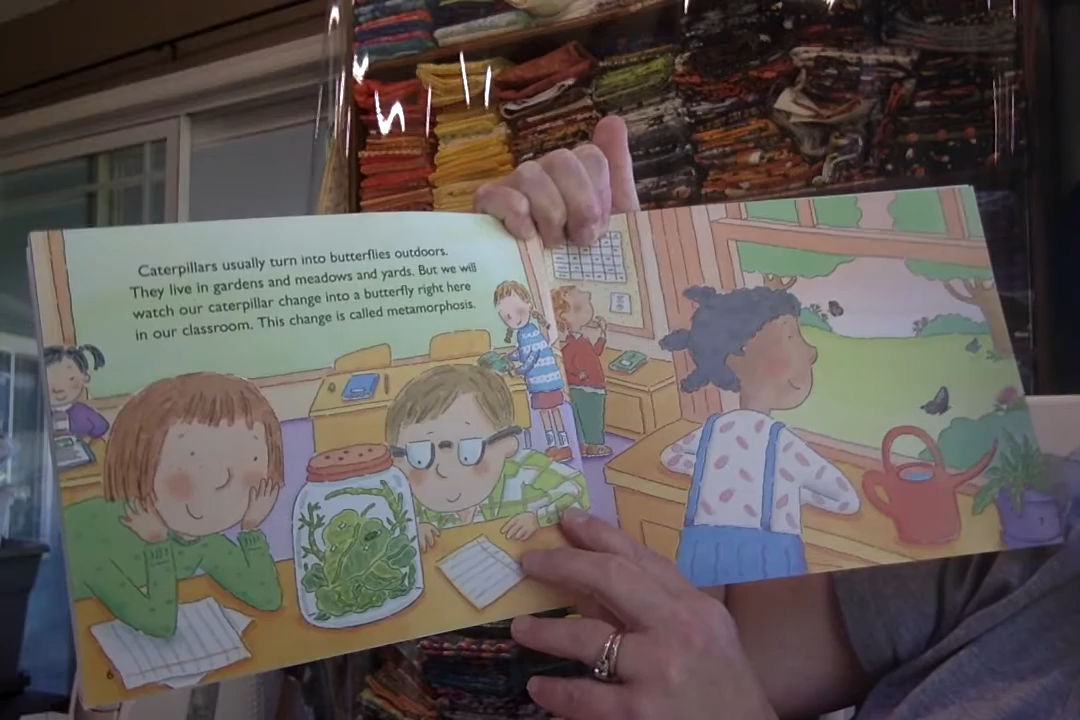 Caterpillars usually turn into butterflies outdoors.
They live in gardens and meadows and yards. But we will
watch our caterpillar change into a butterfly right here
in our classroom. This change is called metamorphosis.
6